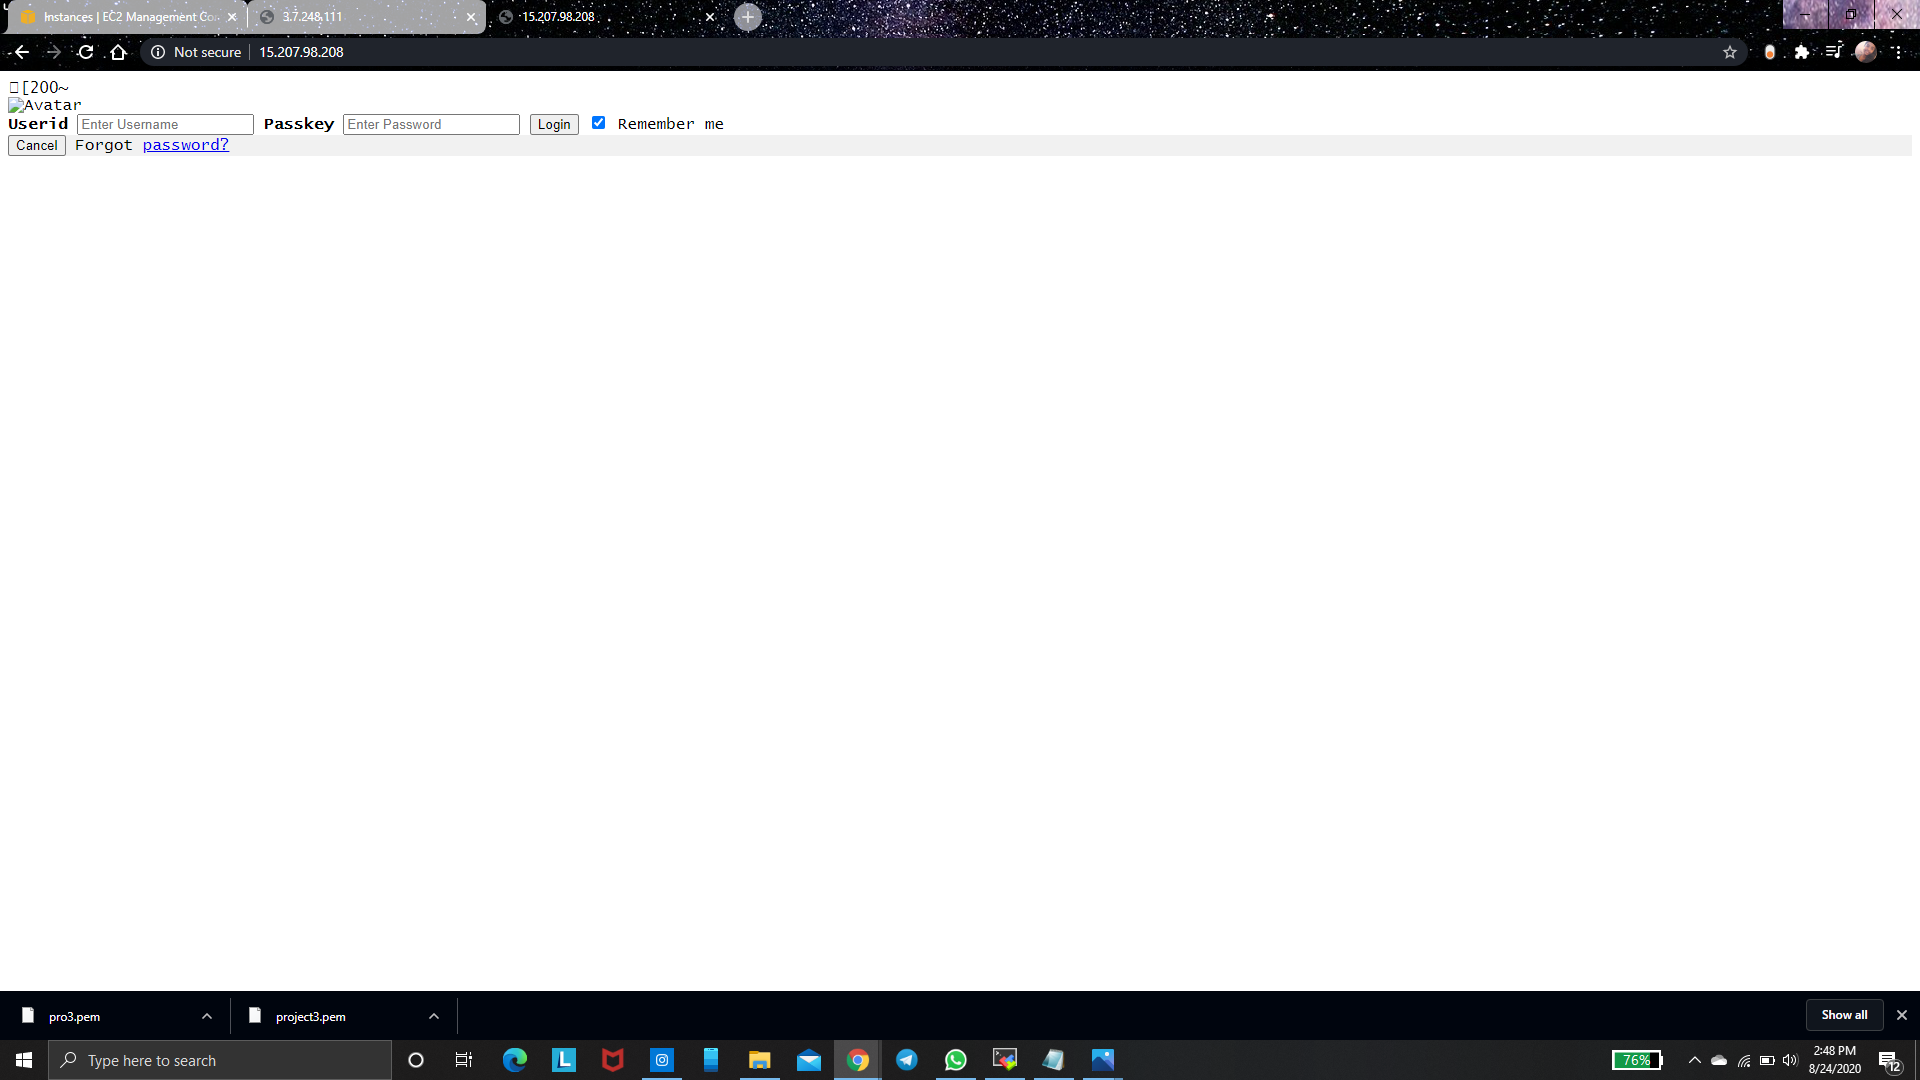 Instances | EC2 Management Co
3.7.248.111
15.207.98.208
Not secure
15.207.98.208
[200~
Avatar
Userid Enter Username Passkey Enter Password Login Remember me
Cancel Forgot password?
pro3.pem
project3.pem
Show all
Type here to search
76%
2:48 PM
8/24/2020
12